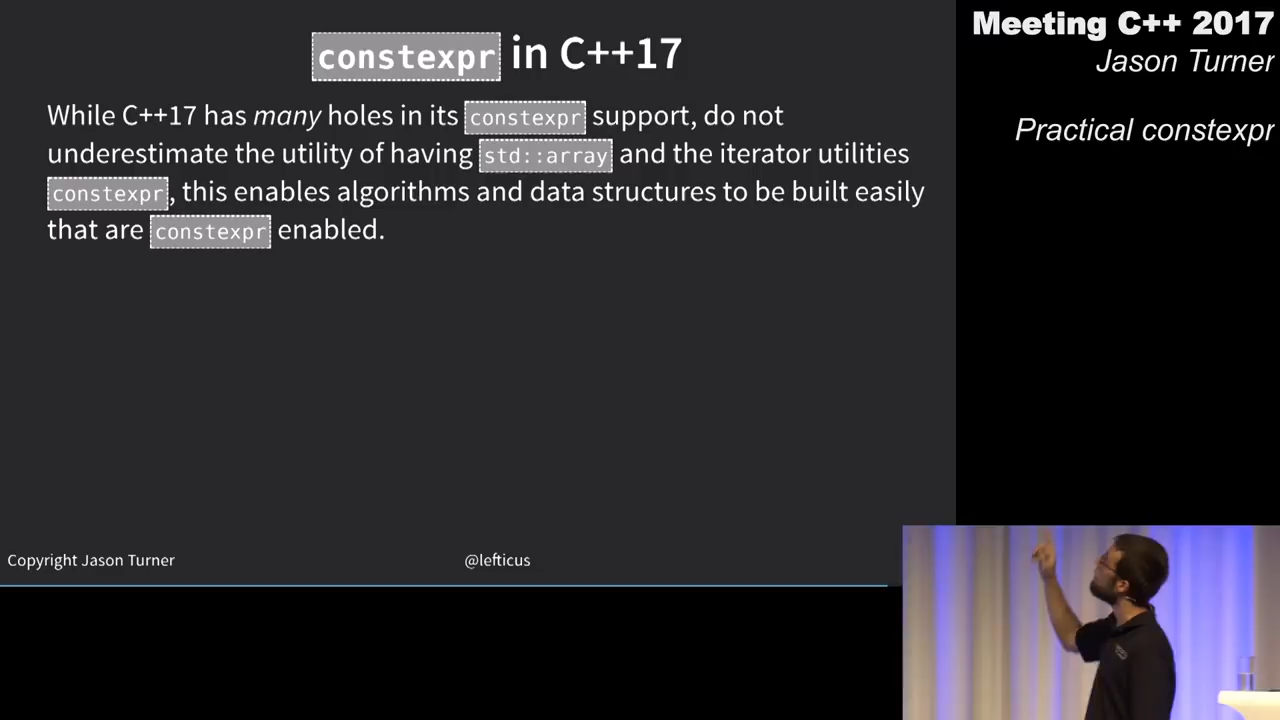 constexpr in C++17
While C++17 has many holes in its constexpr support, do not
underestimate the utility of having std::array and the iterator utilities
constexpr, this enables algorithms and data structures to be built easily
that are constexpr enabled.
Copyright Jason Turner
@lefticus
Meeting C++ 2017
Jason Turner
Practical constexpr